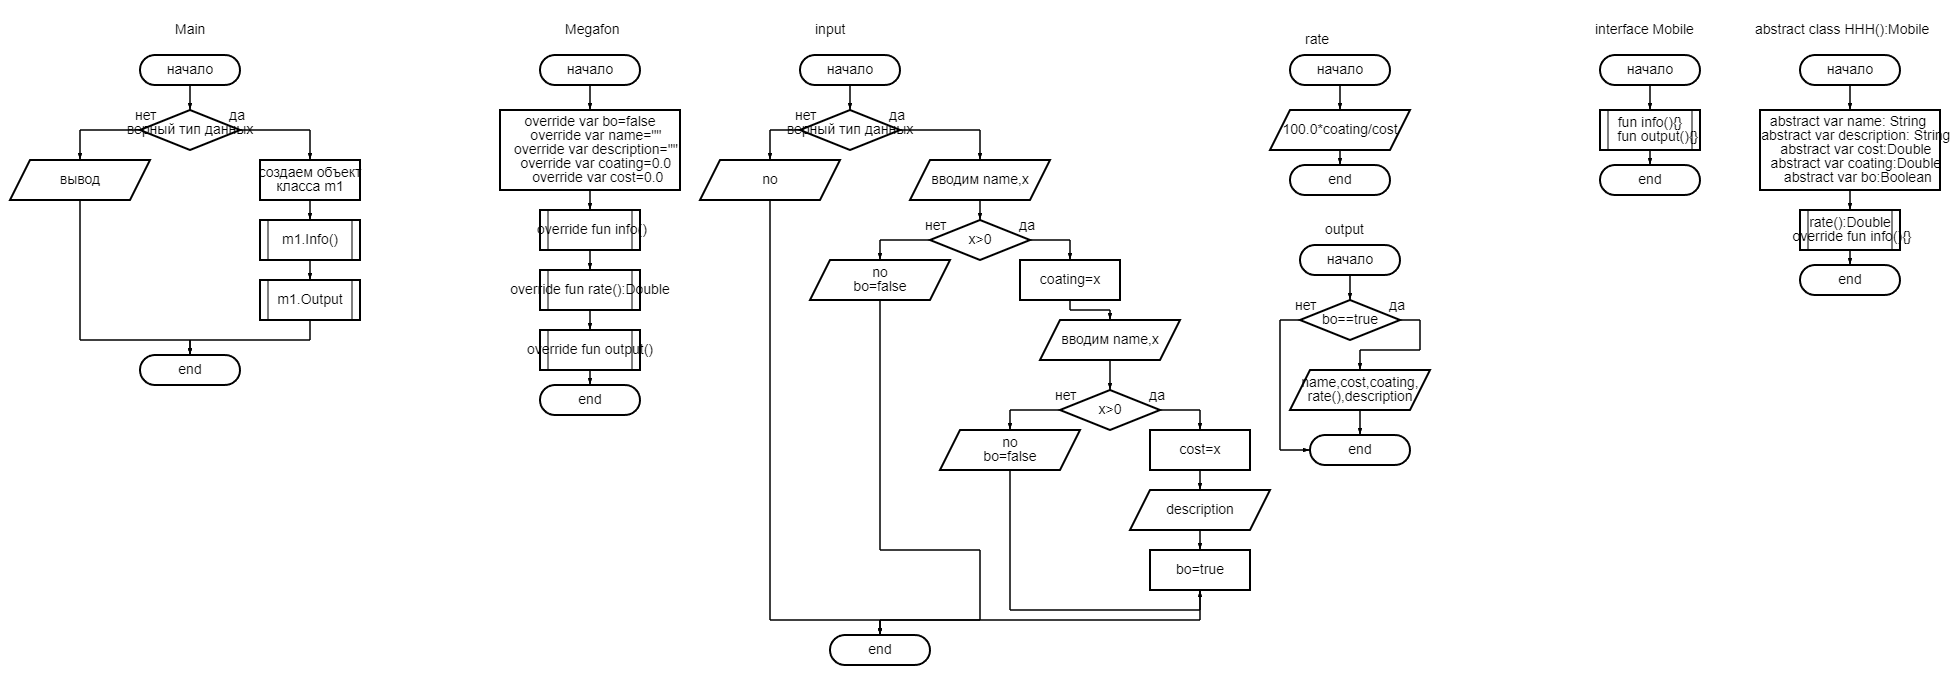 Main
начало
нет
да
верный тип данных
вывод
создаем объект
класса m1
m1.Info()
m1.Output
end
Megafon
начало
override var bo=false
override var name=""
override var description=""
override var coating=0.0
override var cost=0.0
override fun info()
override fun rate():Double
override fun output()
end
input
начало
нет
да
верный тип данных
no
вводим name,x
нет
да
x>0
no
bo=false
coating=x
вводим name,x
нет
да
x>0
no
bo=false
cost=x
description
bo=true
end
rate
начало
100.0*coating/cost
end
output
начало
нет
да
bo==true
name,cost,coating,
rate(),description
end
interface Mobile
начало
fun info(){}
fun output(){}
end
abstract class HHH():Mobile
начало
abstract var name: String
abstract var description: String
abstract var cost:Double
abstract var coating:Double
abstract var bo:Boolean
rate():Double
override fun info(){}
end